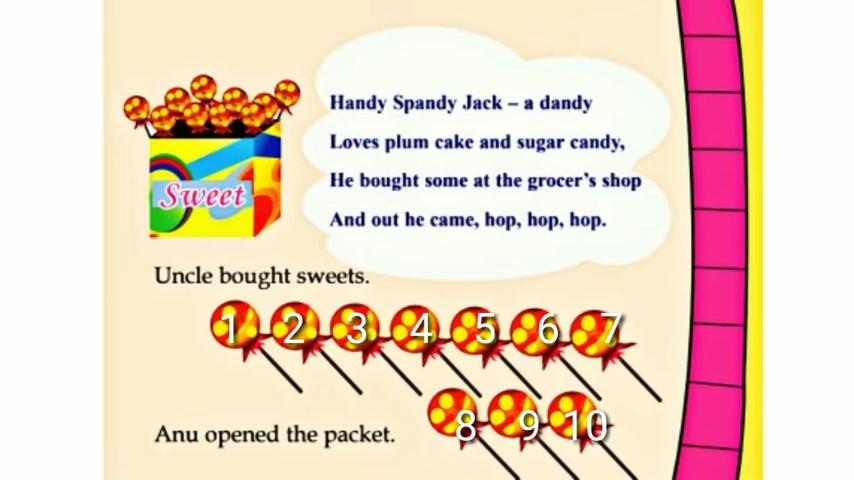 Handy Spandy Jack – a dandy
Loves plum cake and sugar candy,
He bought some at the grocer's shop
And out he came, hop, hop, hop.
Sweet
Uncle bought sweets.
1 2 3 4 5 6 7
8 9 10
Anu opened the packet.